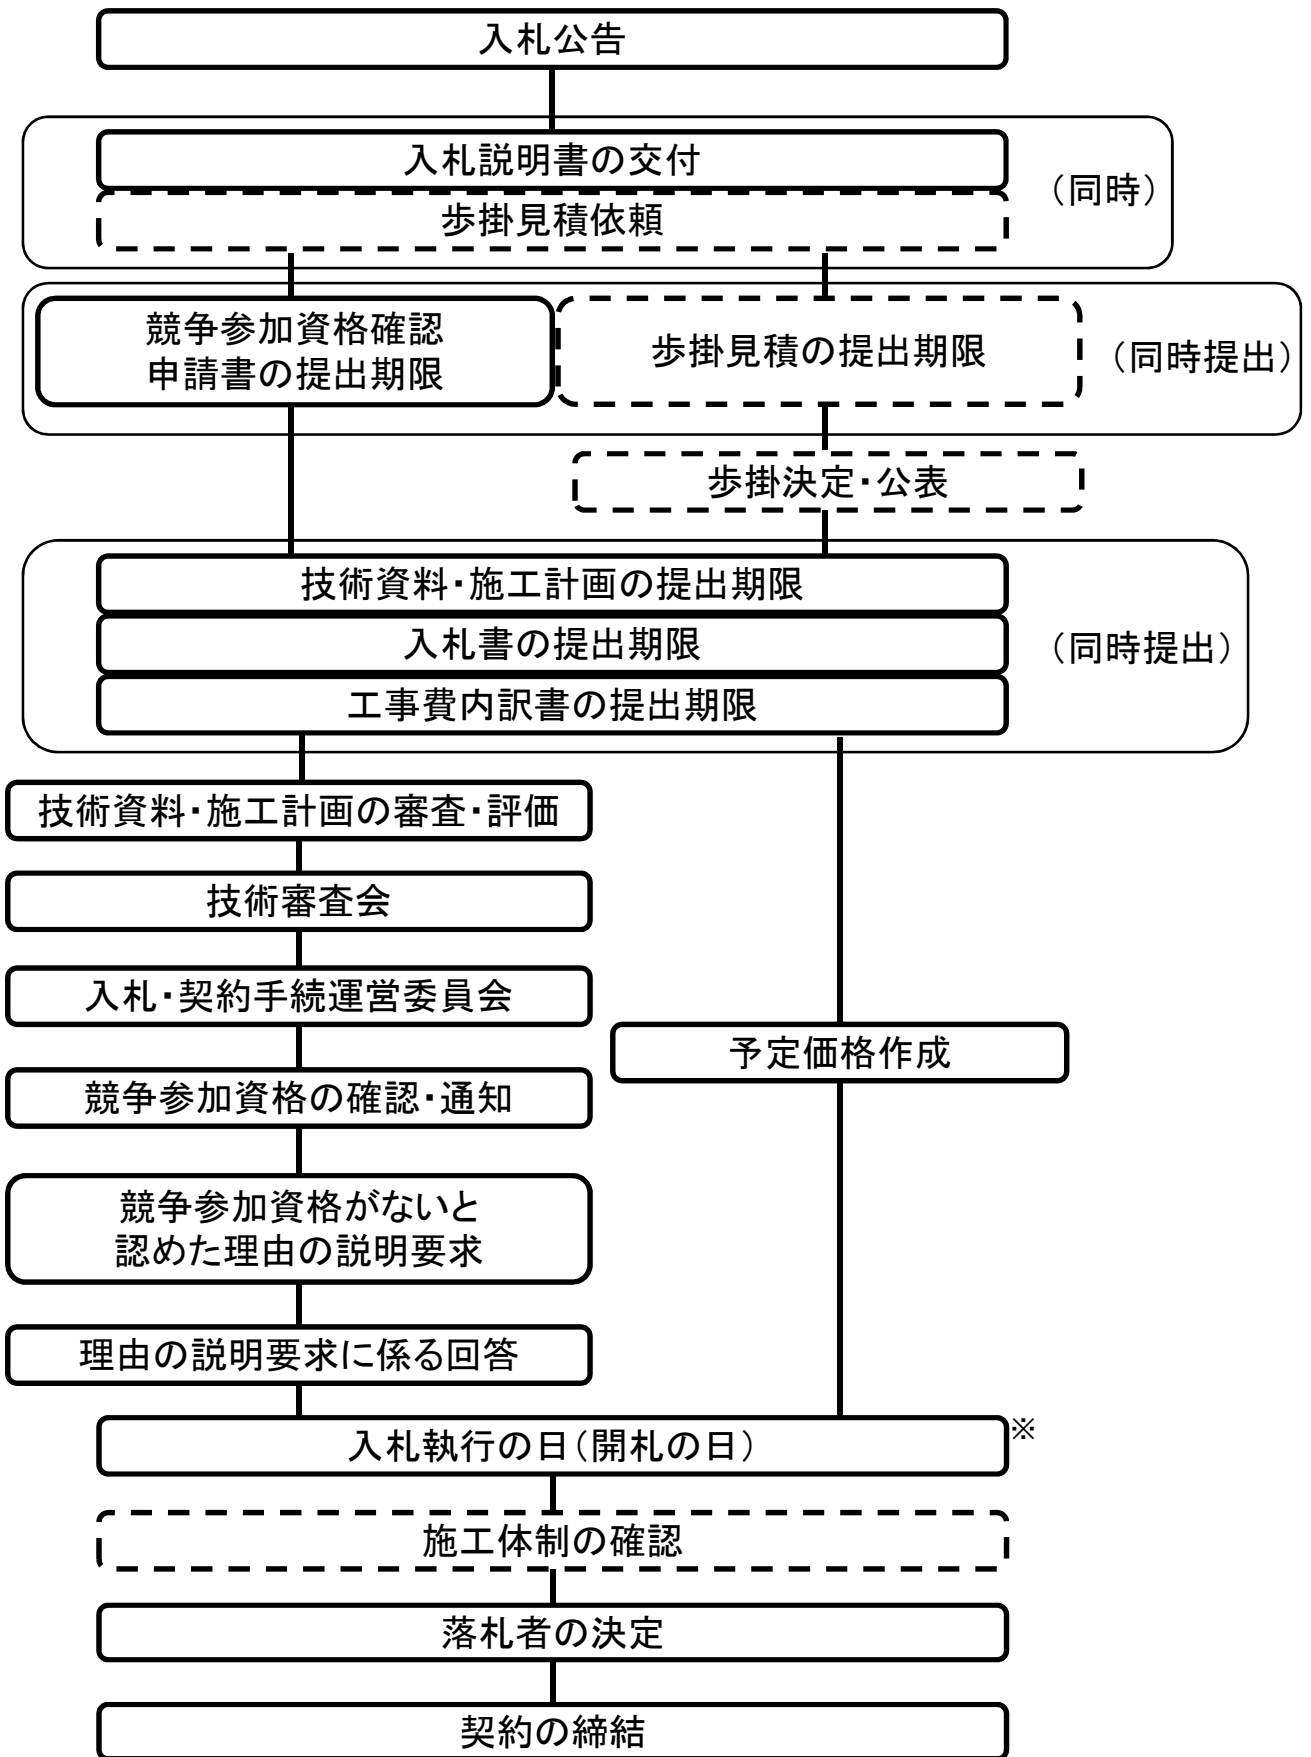 入札公告
入札説明書の交付
歩掛見積依頼
（同時）
競争参加資格確認
申請書の提出期限
歩掛見積の提出期限
（同時提出）
歩掛決定・公表
技術資料・施工計画の提出期限
入札書の提出期限
工事費内訳書の提出期限
（同時提出）
技術資料・施工計画の審査・評価
技術審査会
入札・契約手続運営委員会
予定価格作成
競争参加資格の確認・通知
競争参加資格がないと
認めた理由の説明要求
理由の説明要求に係る回答
入札執行の日（開札の日）
※
施工体制の確認
落札者の決定
契約の締結